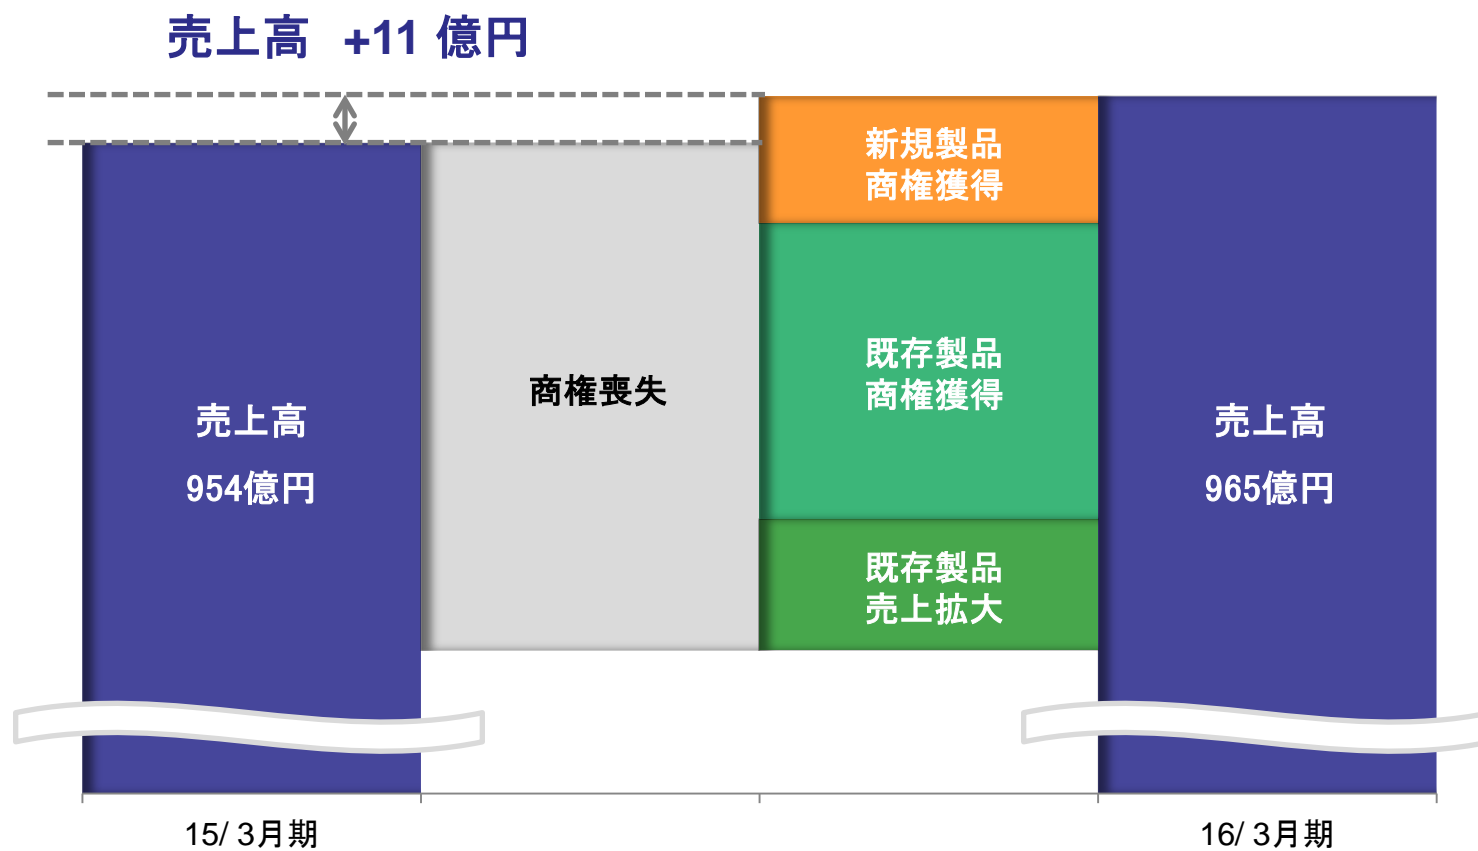 売上高 +11 億円
新規製品
商権獲得
既存製品
商権獲得
商権喪失
売上高
954億円
売上高
965億円
既存製品
売上拡大
15/ 3月期
16/ 3月期